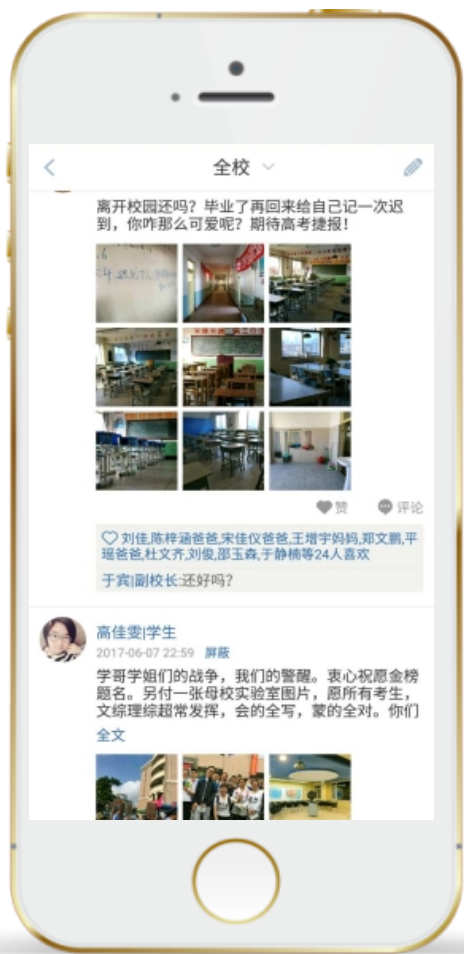 全校
离开校园还吗？毕业了再回来给自己记一次迟
到，你咋那么可爱呢？期待高考捷报！
赞 评论
刘佳,陈梓涵爸爸,宋佳仪爸爸,王增宇妈妈,郑文鹏,平
瑶爸爸,杜文齐,刘俊,邵玉森,于静楠等24人喜欢
于宾|副校长:还好吗？
高佳雯|学生
2017-06-07 22:59 屏蔽
学哥学姐们的战争，我们的警醒。衷心祝愿金榜
题名。另付一张母校实验室图片，愿所有考生，
文综理综超常发挥，会的全写，蒙的全对。你们
全文